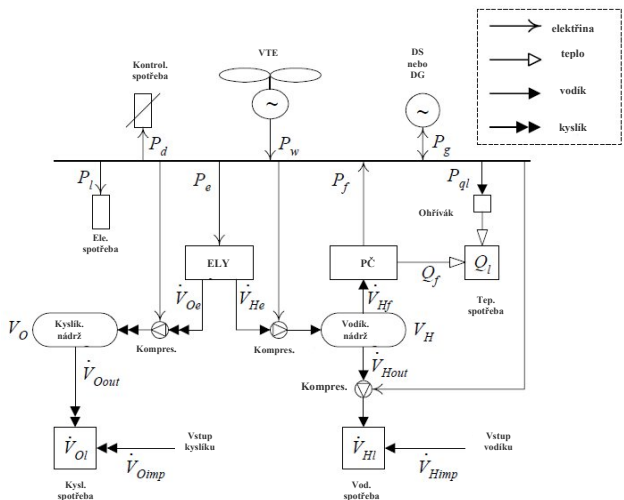 DS
nebo
DG
VTE
Kontrol.
spotřeba
elektřina
teplo
vodík
kyslík
~
~
P_d
P_w
P_g
P_l
P_e
P_f
P_ql
Ele.
spotřeba
Ohřívák
ELY
PČ
Q_f
Q_l
Tep.
spotřeba
V̇_Oe
V̇_He
V̇_Hf
V_O
Kyslík.
nádrž
Kompres.
Kompres.
Vodík.
nádrž
V_H
V̇_Oout
V̇_Hout
Kompres.
V̇_Ol
Vstup
kyslíku
V̇_Oimp
V̇_Hl
Vstup
vodíku
V̇_Himp
Kysl.
spotřeba
Vod.
spotřeba